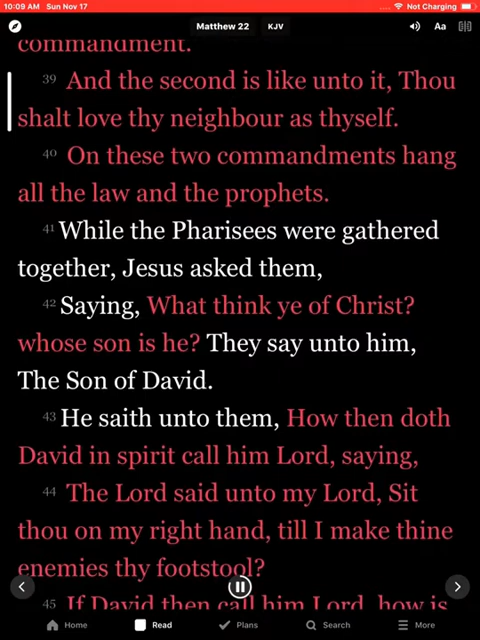 10:09 AM Sun Nov 17
Not Charging
Matthew 22 KJV Aa
commandment.
39 And the second is like unto it, Thou
shalt love thy neighbour as thyself.
40 On these two commandments hang
all the law and the prophets.
41 While the Pharisees were gathered
together, Jesus asked them,
42 Saying, What think ye of Christ?
whose son is he? They say unto him,
The Son of David.
43 He saith unto them, How then doth
David in spirit call him Lord, saying,
44 The Lord said unto my Lord, Sit
thou on my right hand, till I make thine
enemies thy footstool?
45 If David then call him Lord, how is
Home Read Plans Search More